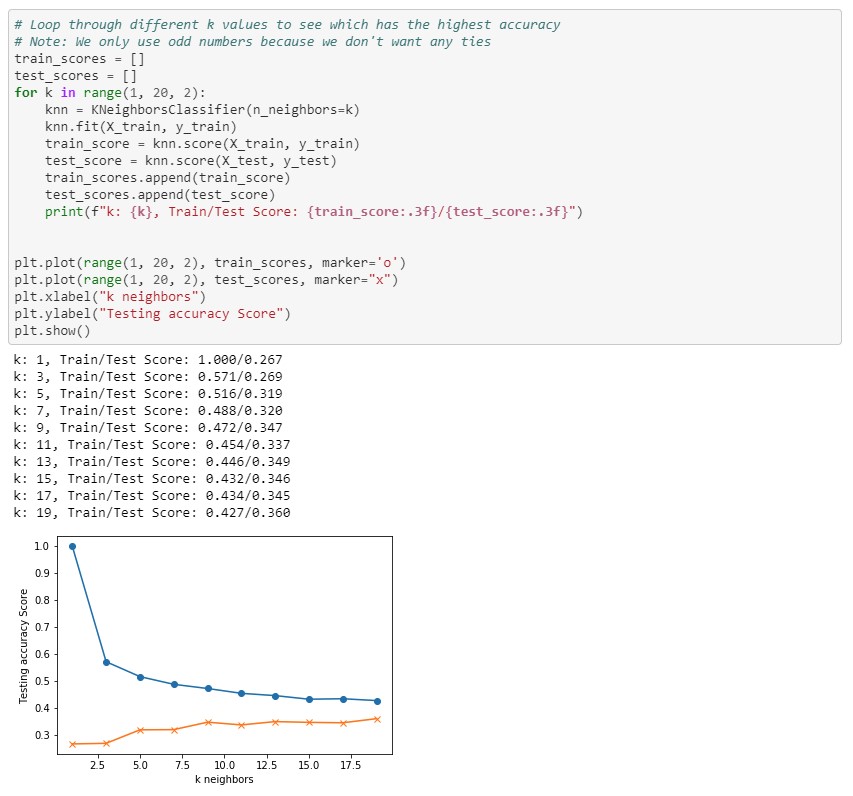 # Loop through different k values to see which has the highest accuracy
# Note: We only use odd numbers because we don't want any ties
train_scores = []
test_scores = []
for k in range(1, 20, 2):
    knn = KNeighborsClassifier(n_neighbors=k)
    knn.fit(X_train, y_train)
    train_score = knn.score(X_train, y_train)
    test_score = knn.score(X_test, y_test)
    train_scores.append(train_score)
    test_scores.append(test_score)
    print(f"k: {k}, Train/Test Score: {train_score:.3f}/{test_score:.3f}")
plt.plot(range(1, 20, 2), train_scores, marker='o')
plt.plot(range(1, 20, 2), test_scores, marker="x")
plt.xlabel("k neighbors")
plt.ylabel("Testing accuracy Score")
plt.show()
k: 1, Train/Test Score: 1.000/0.267
k: 3, Train/Test Score: 0.571/0.269
k: 5, Train/Test Score: 0.516/0.319
k: 7, Train/Test Score: 0.488/0.320
k: 9, Train/Test Score: 0.472/0.347
k: 11, Train/Test Score: 0.454/0.337
k: 13, Train/Test Score: 0.446/0.349
k: 15, Train/Test Score: 0.432/0.346
k: 17, Train/Test Score: 0.434/0.345
k: 19, Train/Test Score: 0.427/0.360
Testing accuracy Score
1.0
0.9
0.8
0.7
0.6
0.5
0.4
0.3
2.5 5.0 7.5 10.0 12.5 15.0 17.5
k neighbors